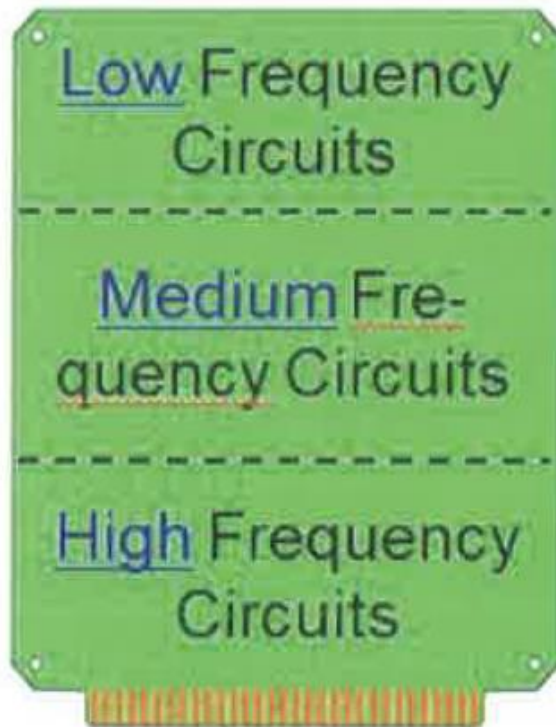 Low Frequency
Circuits
Medium Fre-
quency Circuits
High Frequency
Circuits